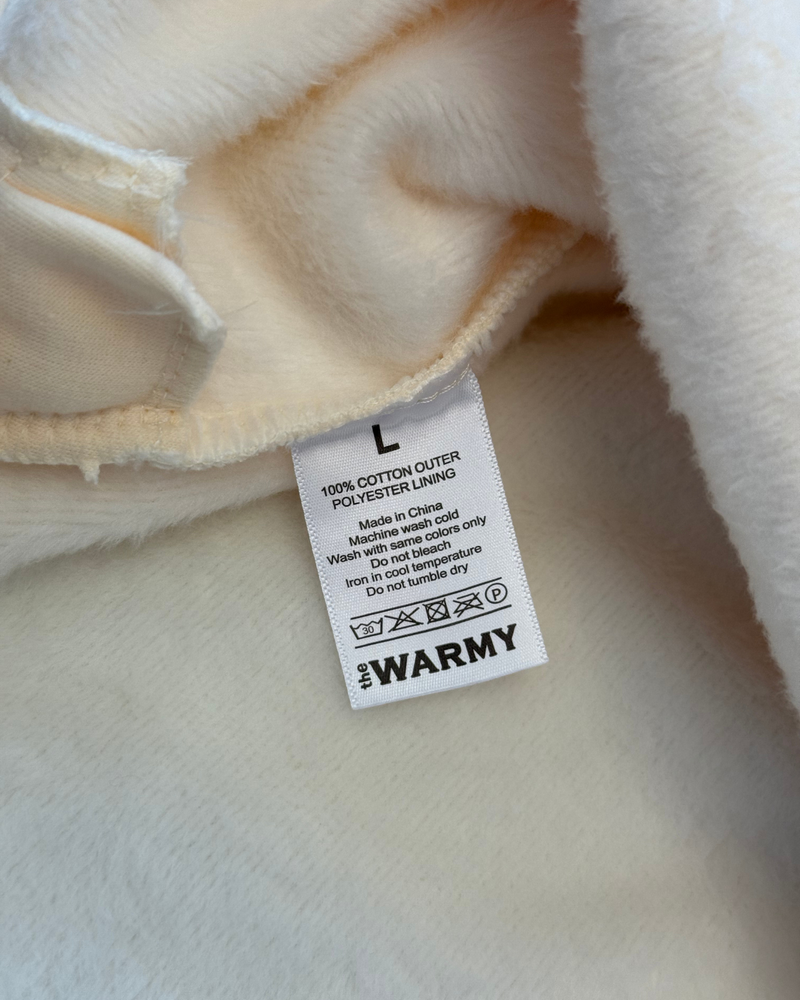 L
100% COTTON OUTER
POLYESTER LINING
Made in China
Machine wash cold
Wash with same colors only
Do not bleach
Iron in cool temperature
Do not tumble dry
30 P
the WARMY